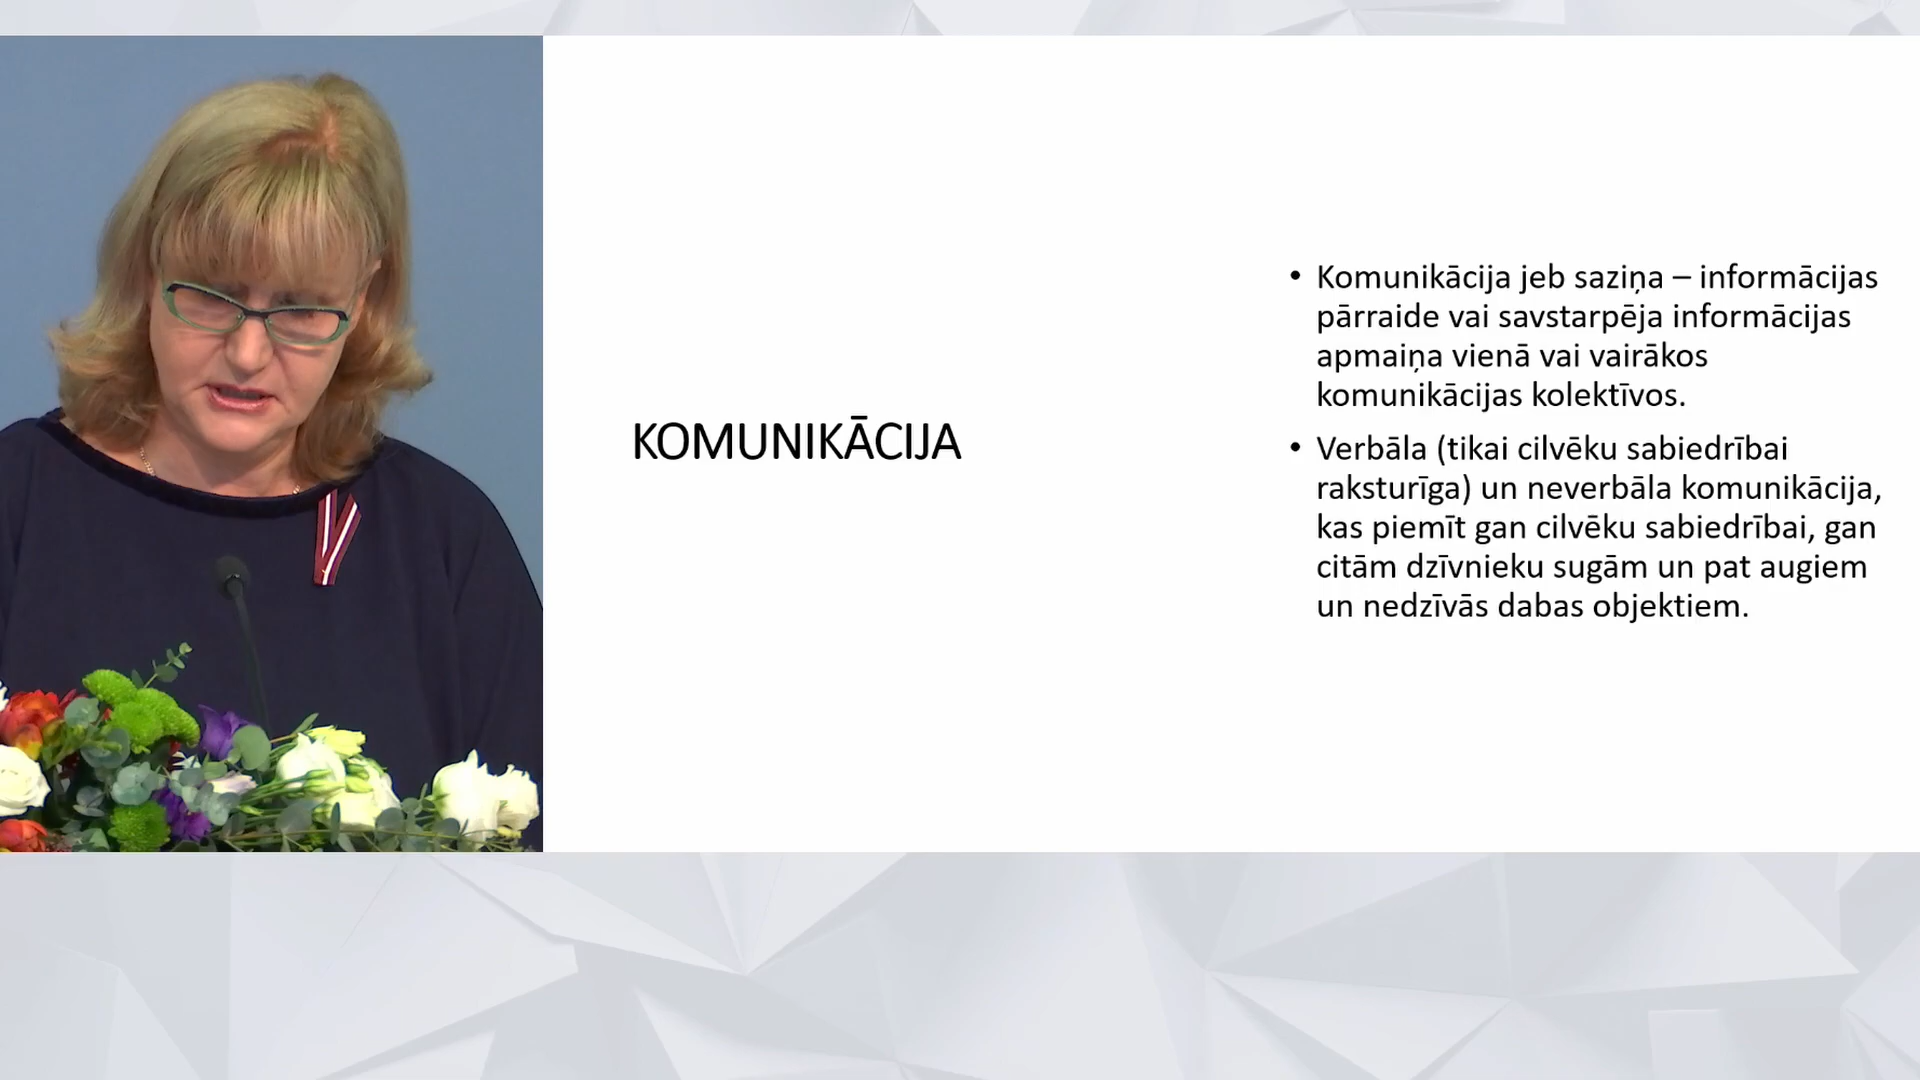 KOMUNIKĀCIJA
• Komunikācija jeb saziņa – informācijas
pārraide vai savstarpēja informācijas
apmaiņa vienā vai vairākos
komunikācijas kolektīvos.
• Verbāla (tikai cilvēku sabiedrībai
raksturīga) un neverbāla komunikācija,
kas piemīt gan cilvēku sabiedrībai, gan
citām dzīvnieku sugām un pat augiem
un nedzīvās dabas objektiem.